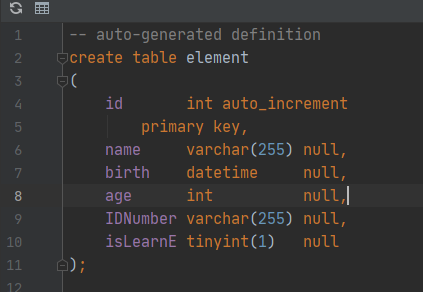 1 -- auto-generated definition
2 create table element
3 (
4 id int auto_increment
5 primary key,
6 name varchar(255) null,
7 birth datetime null,
8 age int null,
9 IDNumber varchar(255) null,
10 isLearnE tinyint(1) null
11 );
12